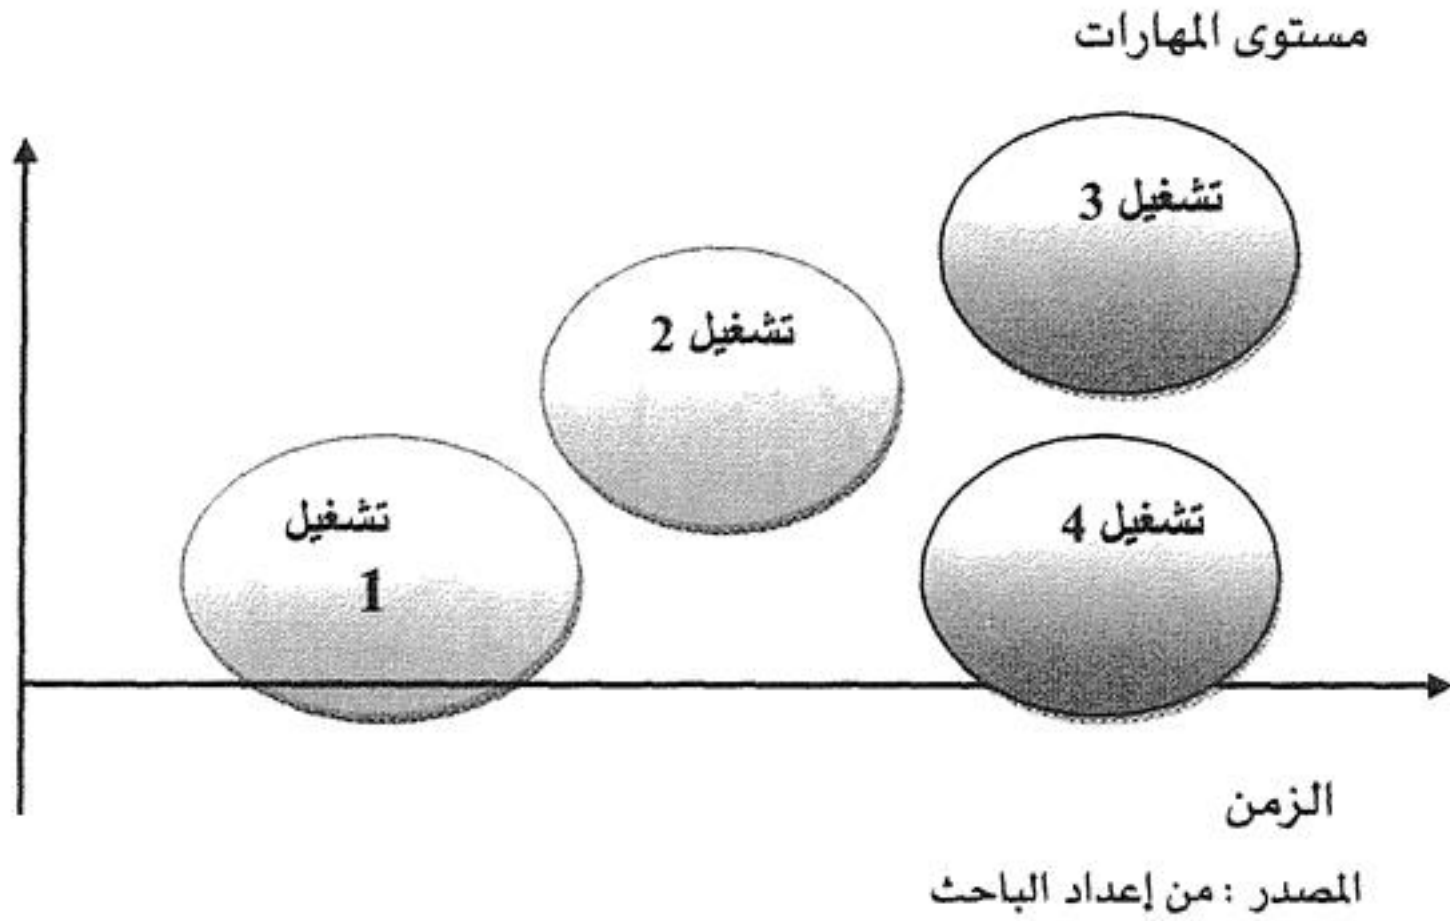 مستوى المهارات
تشغيل 3
تشغيل 2
تشغيل 4
تشغيل
1
الزمن
المصدر : من إعداد الباحث